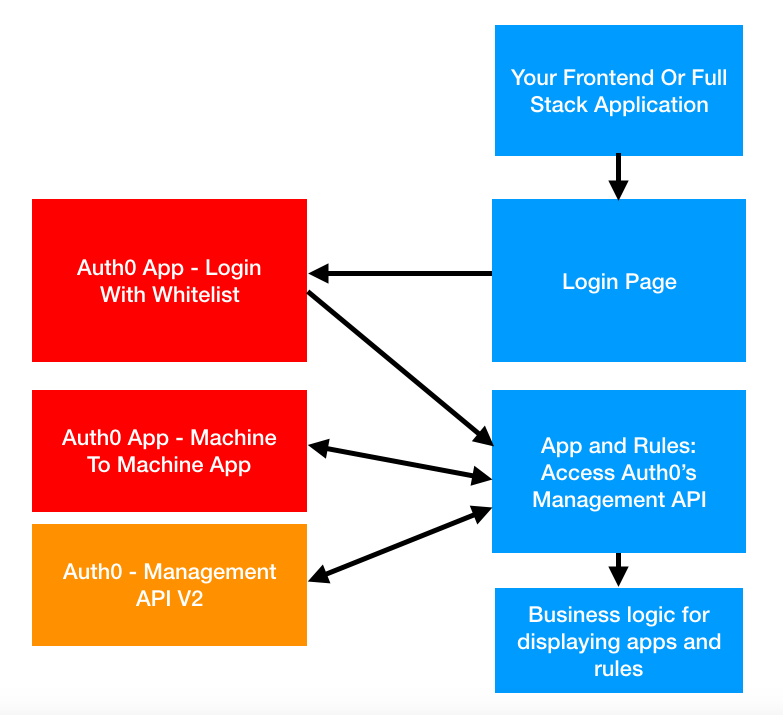 Your Frontend Or Full
Stack Application
Auth0 App - Login
With Whitelist
Login Page
Auth0 App - Machine
To Machine App
App and Rules:
Access Auth0’s
Management API
Auth0 - Management
API V2
Business logic for
displaying apps and
rules